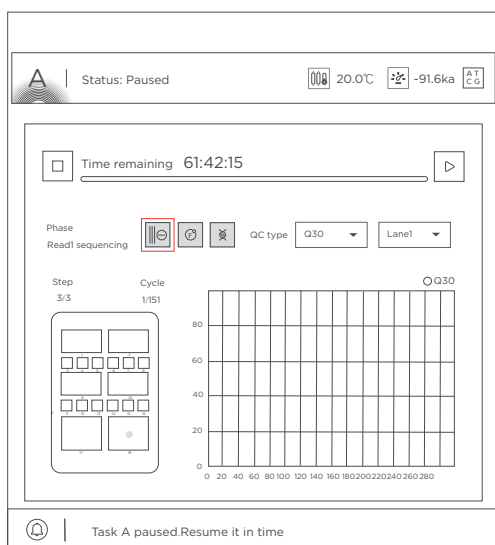 A Status: Paused 20.0℃ -91.6ka AT
CG
Time remaining 61:42:15
Phase
Read1 sequencing
QC type Q30 Lane1
Step Cycle
3/3 1/151
Q30
80
60
40
20
0
0 20 40 60 80 100 120 140 160 180 200 220 240 260 280
Task A paused.Resume it in time